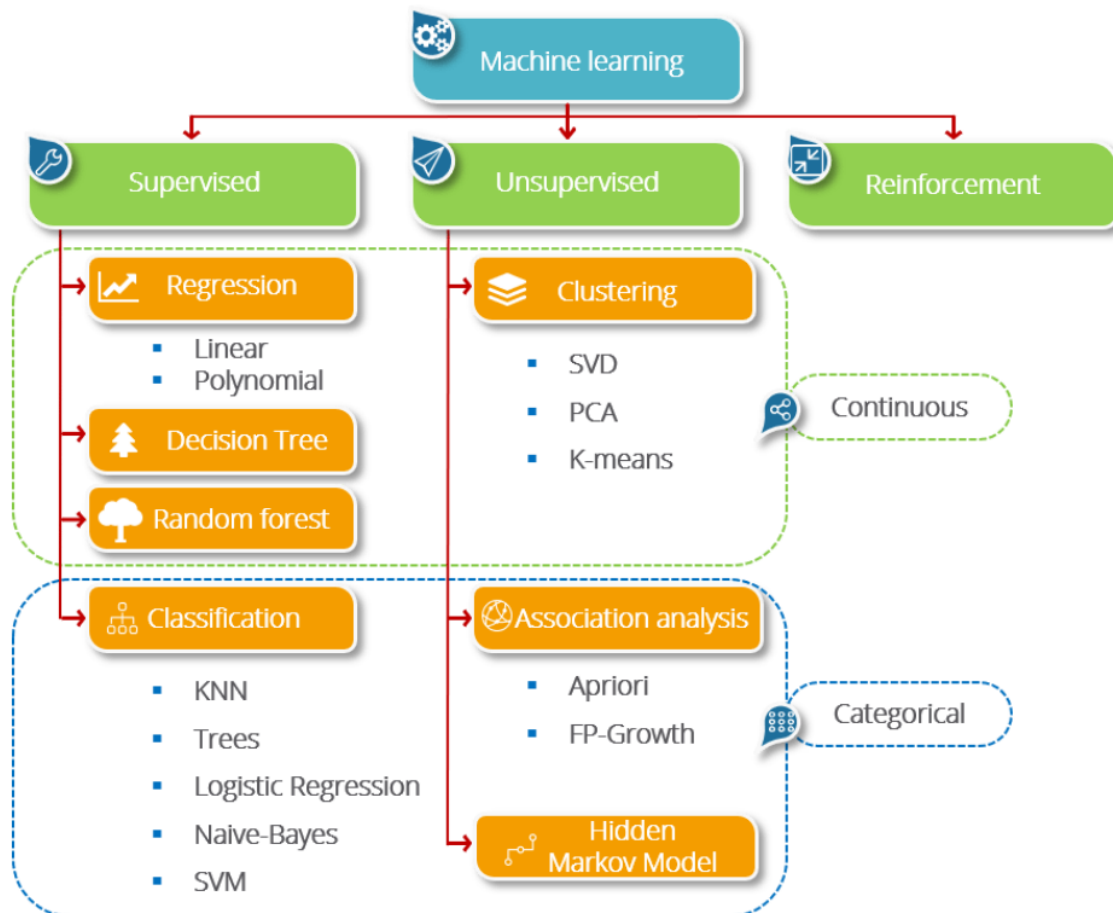 Machine learning
Supervised
Unsupervised
Reinforcement
Regression
Linear
Polynomial
Decision Tree
Random forest
Clustering
SVD
PCA
K-means
Continuous
Classification
KNN
Trees
Logistic Regression
Naive-Bayes
SVM
Association analysis
Apriori
FP-Growth
Hidden
Markov Model
Categorical